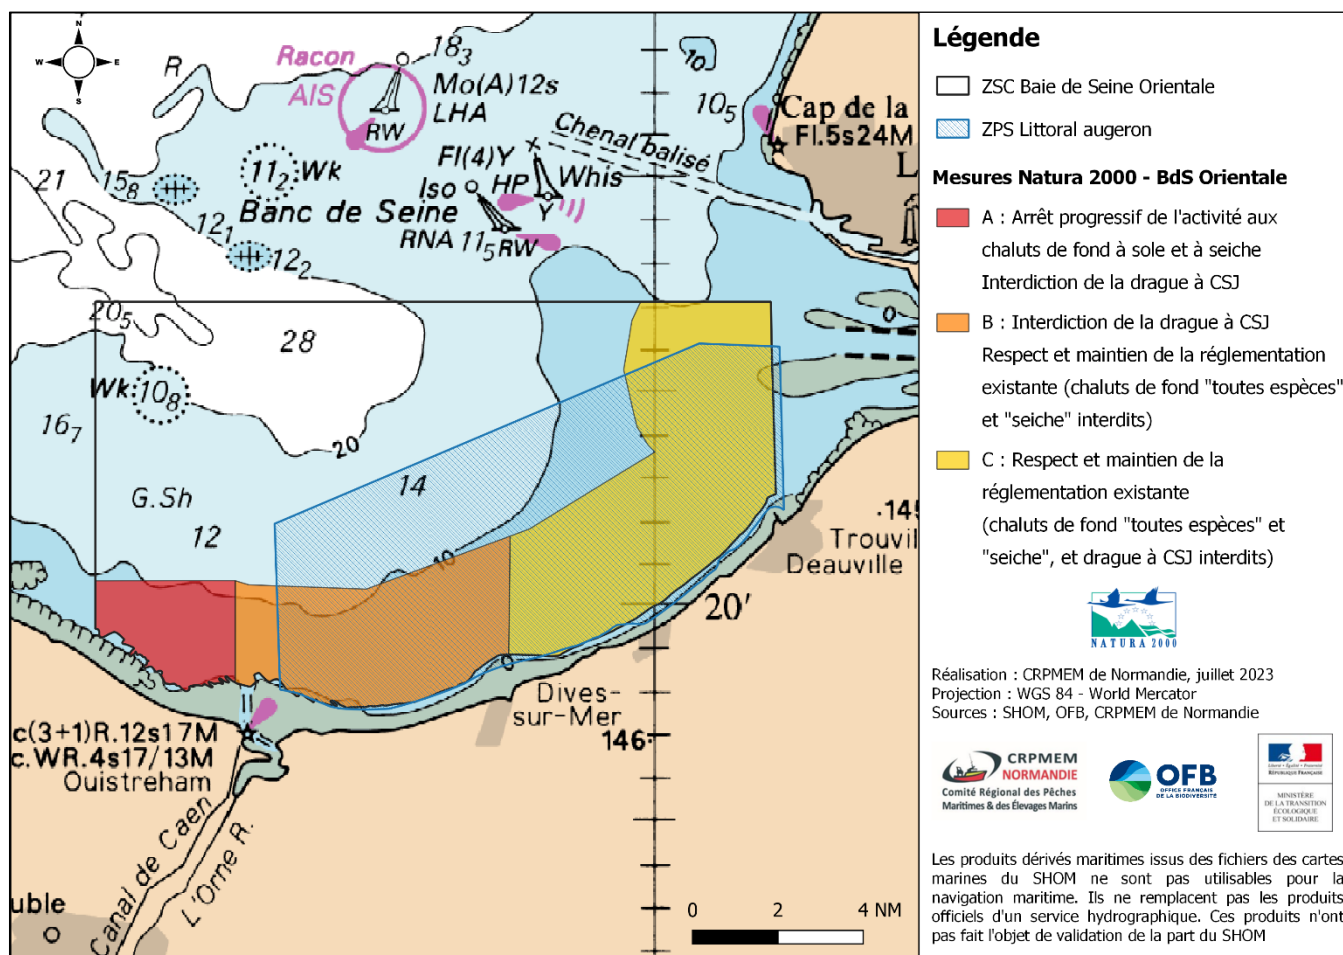 N
W
E
S
R
Racon
AIS
18₃
Mo(A)12s
LHA
RW
10
10₅
Cap de la
Fl.5s24M
L
Chenal balisé
Fl(4)Y
Whis
HP
Iso
Y
21
15₈
11₂
Wk
Banc de Seine
RNA 11₅
RW
12₁
12₂
20₅
28
0
Wk
10₈
16₇
20
G.Sh
12
14
10
.145
Trouvil
Deauville
20'
Dives-
sur-Mer
146
c(3+1)R.12s17M
c.WR.4s17/13M
Ouistreham
Canal de Caen
L'Orne R.
uble
0 2 4 NM
Légende
ZSC Baie de Seine Orientale
ZPS Littoral augeron
Mesures Natura 2000 - BdS Orientale
A : Arrêt progressif de l'activité aux
chaluts de fond à sole et à seiche
Interdiction de la drague à CSJ
B : Interdiction de la drague à CSJ
Respect et maintien de la réglementation
existante (chaluts de fond "toutes espèces"
et "seiche" interdits)
C : Respect et maintien de la
réglementation existante
(chaluts de fond "toutes espèces" et
"seiche", et drague à CSJ interdits)
NATURA 2000
Réalisation : CRPMEM de Normandie, juillet 2023
Projection : WGS 84 - World Mercator
Sources : SHOM, OFB, CRPMEM de Normandie
CRPMEM
NORMANDIE
Comité Régional des Pêches
Maritimes & des Élevages Marins
OFB
OFFICE FRANÇAIS
DE LA BIODIVERSITÉ
Liberté • Égalité • Fraternité
RÉPUBLIQUE FRANÇAISE
MINISTÈRE
DE LA TRANSITION
ÉCOLOGIQUE
ET SOLIDAIRE
Les produits dérivés maritimes issus des fichiers des cartes
marines du SHOM ne sont pas utilisables pour la
navigation maritime. Ils ne remplacent pas les produits
officiels d'un service hydrographique. Ces produits n'ont
pas fait l'objet de validation de la part du SHOM